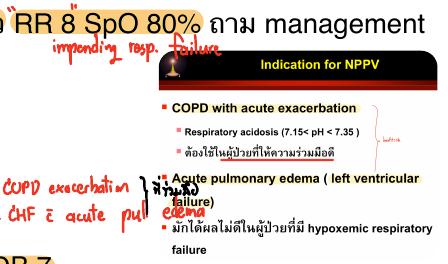 "RR 8" SpO 80% ถาม management
impending resp. failure
Indication for NPPV
COPD with acute exacerbation
Respiratory acidosis (7.15< pH < 7.35 )
ต้องใช้ในผู้ป่วยที่ให้ความร่วมมือดี
COPD exacerbation
CHF c̄ acute pul edema
Acute pulmonary edema ( left ventricular
failure)
มักได้ผลไม่ดีในผู้ป่วยที่มี hypoxemic respiratory
failure